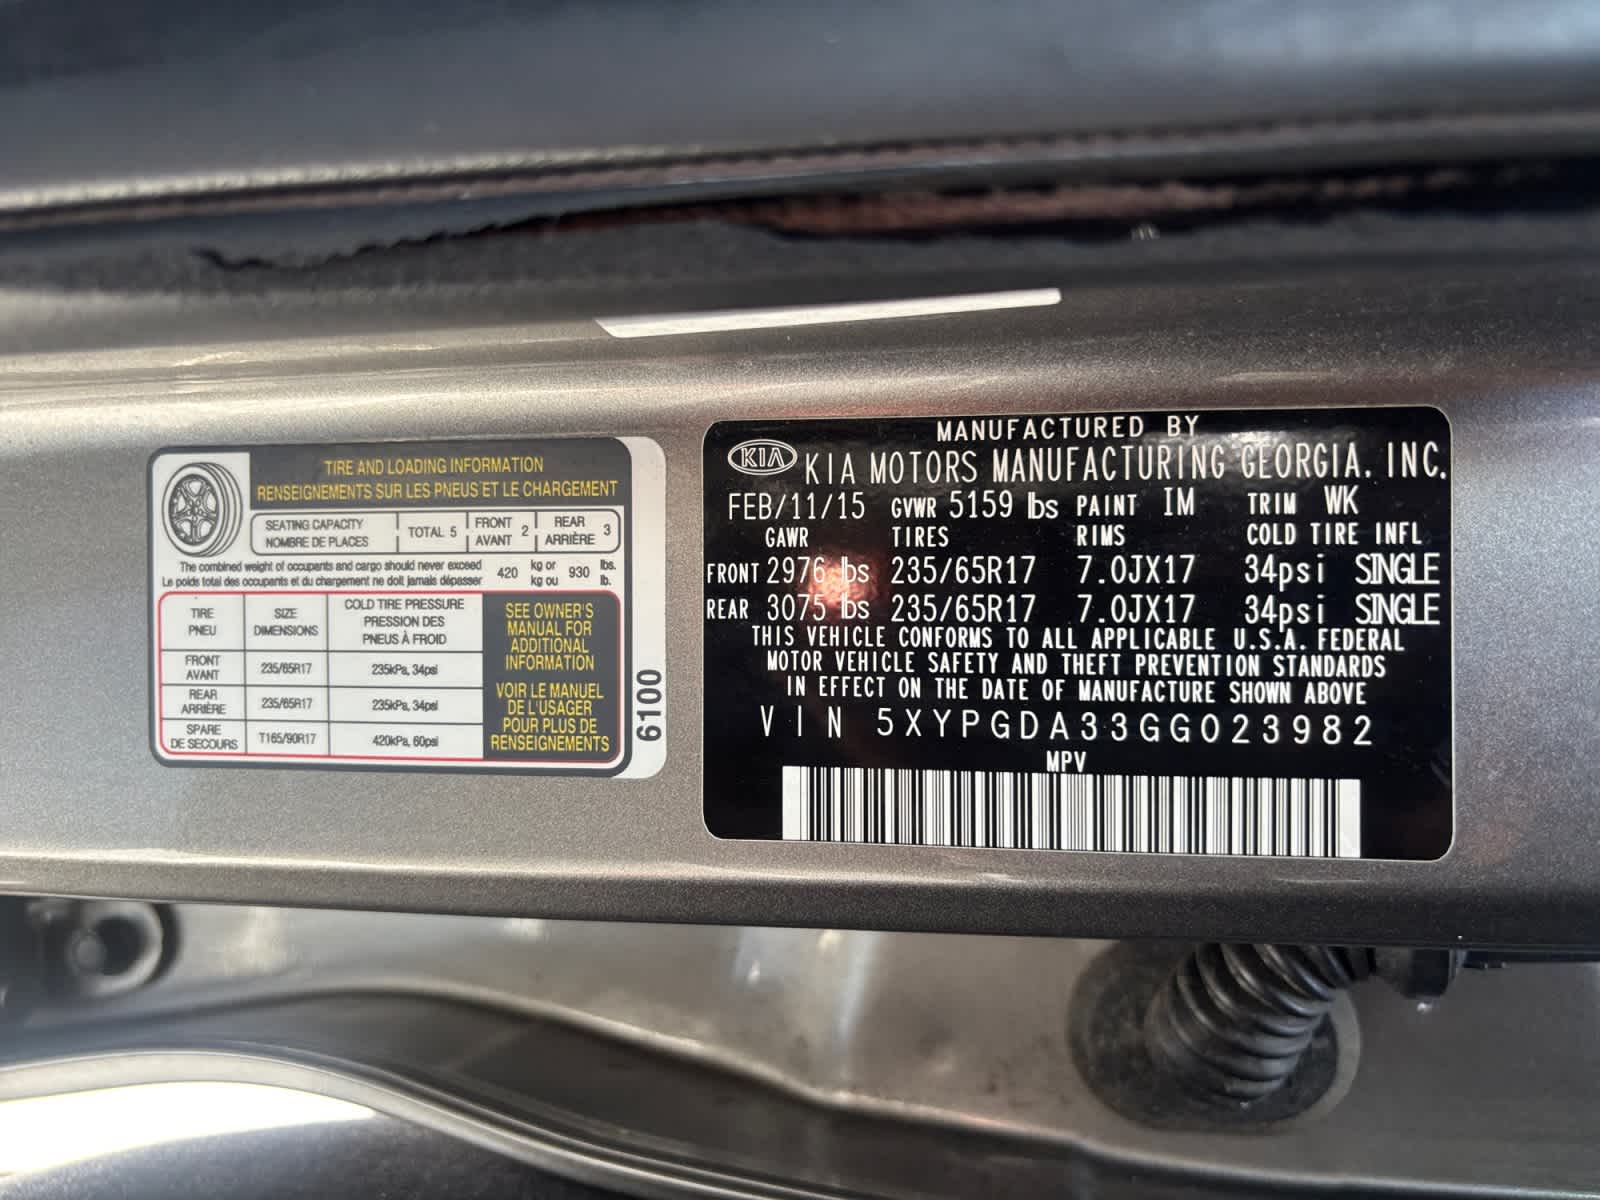 TIRE AND LOADING INFORMATION
RENSEIGNEMENTS SUR LES PNEUS ET LE CHARGEMENT
SEATING CAPACITY
NOMBRE DE PLACES
TOTAL 5
FRONT
AVANT 2
REAR
ARRIÈRE 3
The combined weight of occupants and cargo should never exceed
Le poids total des occupants et du chargement ne doit jamais dépasser
420 kg or 930 lbs.
kg ou lb.
TIRE
PNEU
SIZE
DIMENSIONS
COLD TIRE PRESSURE
PRESSION DES
PNEUS À FROID
FRONT
AVANT
235/65R17
235kPa, 34psi
REAR
ARRIÈRE
235/65R17
235kPa, 34psi
SPARE
DE SECOURS
T165/90R17
420kPa, 60psi
SEE OWNER'S
MANUAL FOR
ADDITIONAL
INFORMATION
VOIR LE MANUEL
DE L'USAGER
POUR PLUS DE
RENSEIGNEMENTS
6100
MANUFACTURED BY
KIA KIA MOTORS MANUFACTURING GEORGIA, INC.
FEB/11/15 GVWR 5159 lbs PAINT IM TRIM WK
GAWR TIRES RIMS COLD TIRE INFL
FRONT 2976 lbs 235/65R17 7.0JX17 34psi SINGLE
REAR 3075 lbs 235/65R17 7.0JX17 34psi SINGLE
THIS VEHICLE CONFORMS TO ALL APPLICABLE U.S.A. FEDERAL
MOTOR VEHICLE SAFETY AND THEFT PREVENTION STANDARDS
IN EFFECT ON THE DATE OF MANUFACTURE SHOWN ABOVE
VIN 5XYPGDA33GG023982
MPV